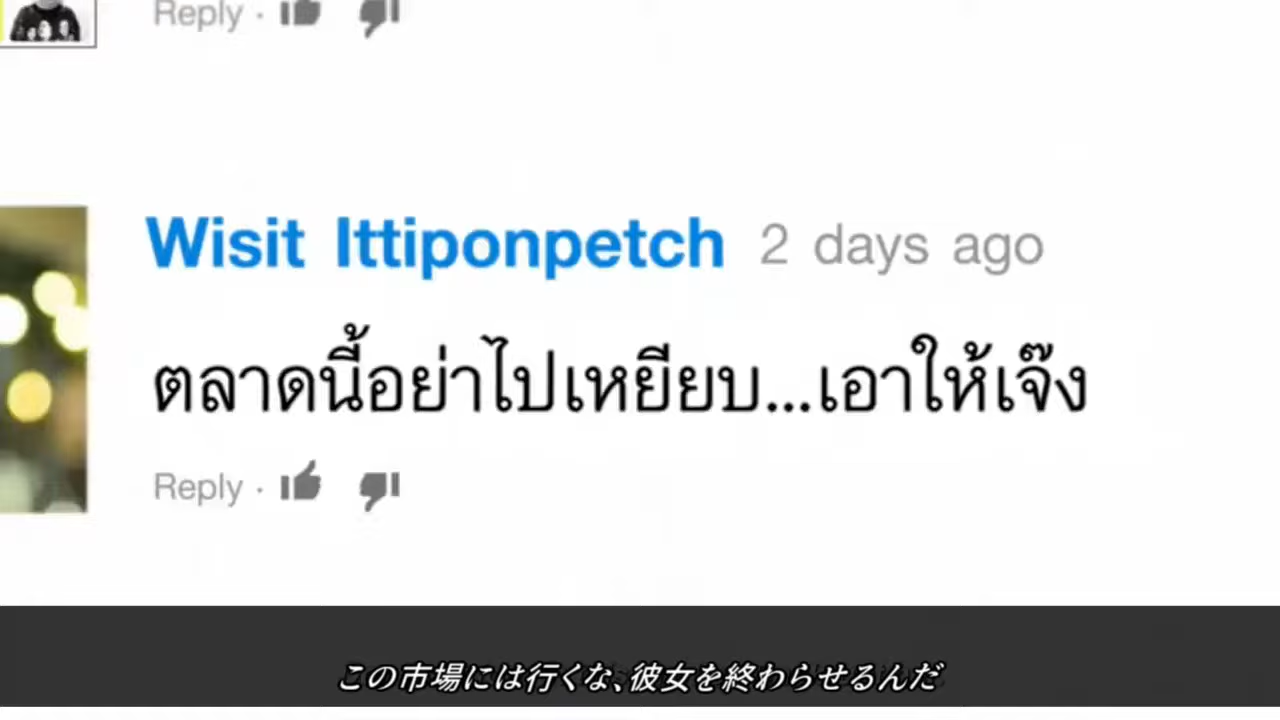 Reply ·
Wisit Ittiponpetch 2 days ago
ตลาดนี้อย่าไปเหยียบ...เอาให้เจ๊ง
Reply ·
この市場には行くな、彼女を終わらせるんだ